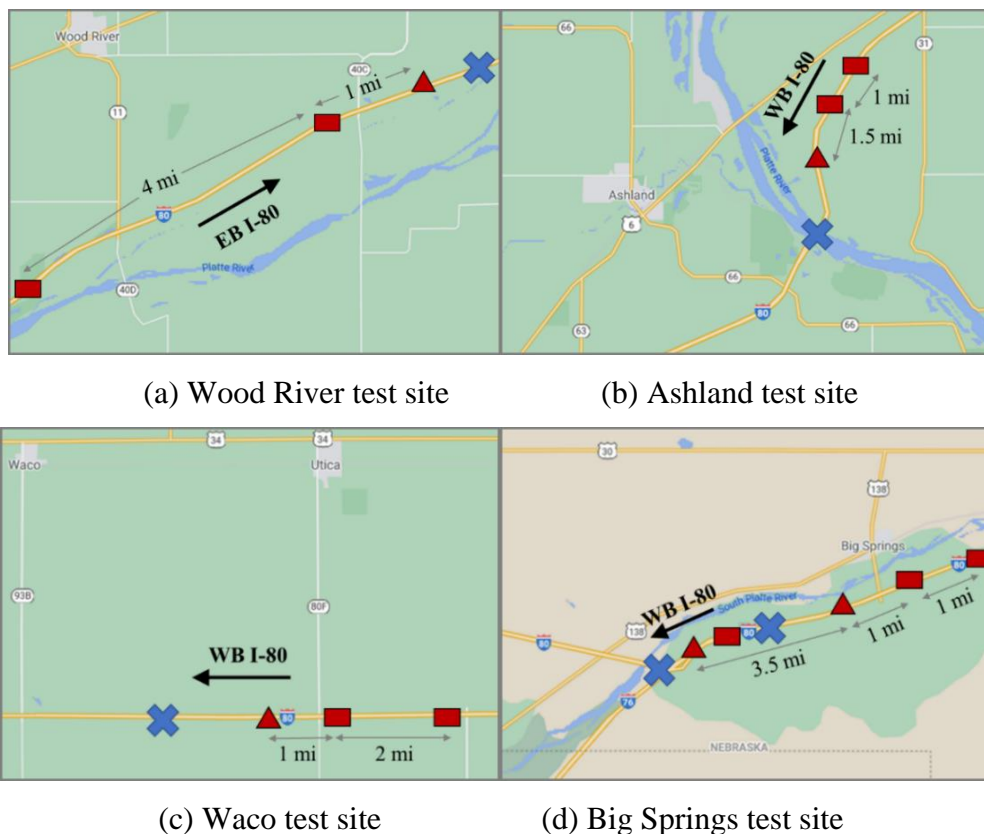 Wood River
40C
1 mi
11
4 mi
80
EB I-80
Platte River
40D
66
31
WB I-80
1 mi
1.5 mi
Platte River
Ashland
6
66
80
63
66
(a) Wood River test site
(b) Ashland test site
34
34
Waco
Utica
93B
80F
WB I-80
80
1 mi
2 mi
30
138
Big Springs
80
WB I-80
South Platte River
138
80
80
1 mi
1 mi
3.5 mi
76
NEBRASKA
(c) Waco test site
(d) Big Springs test site